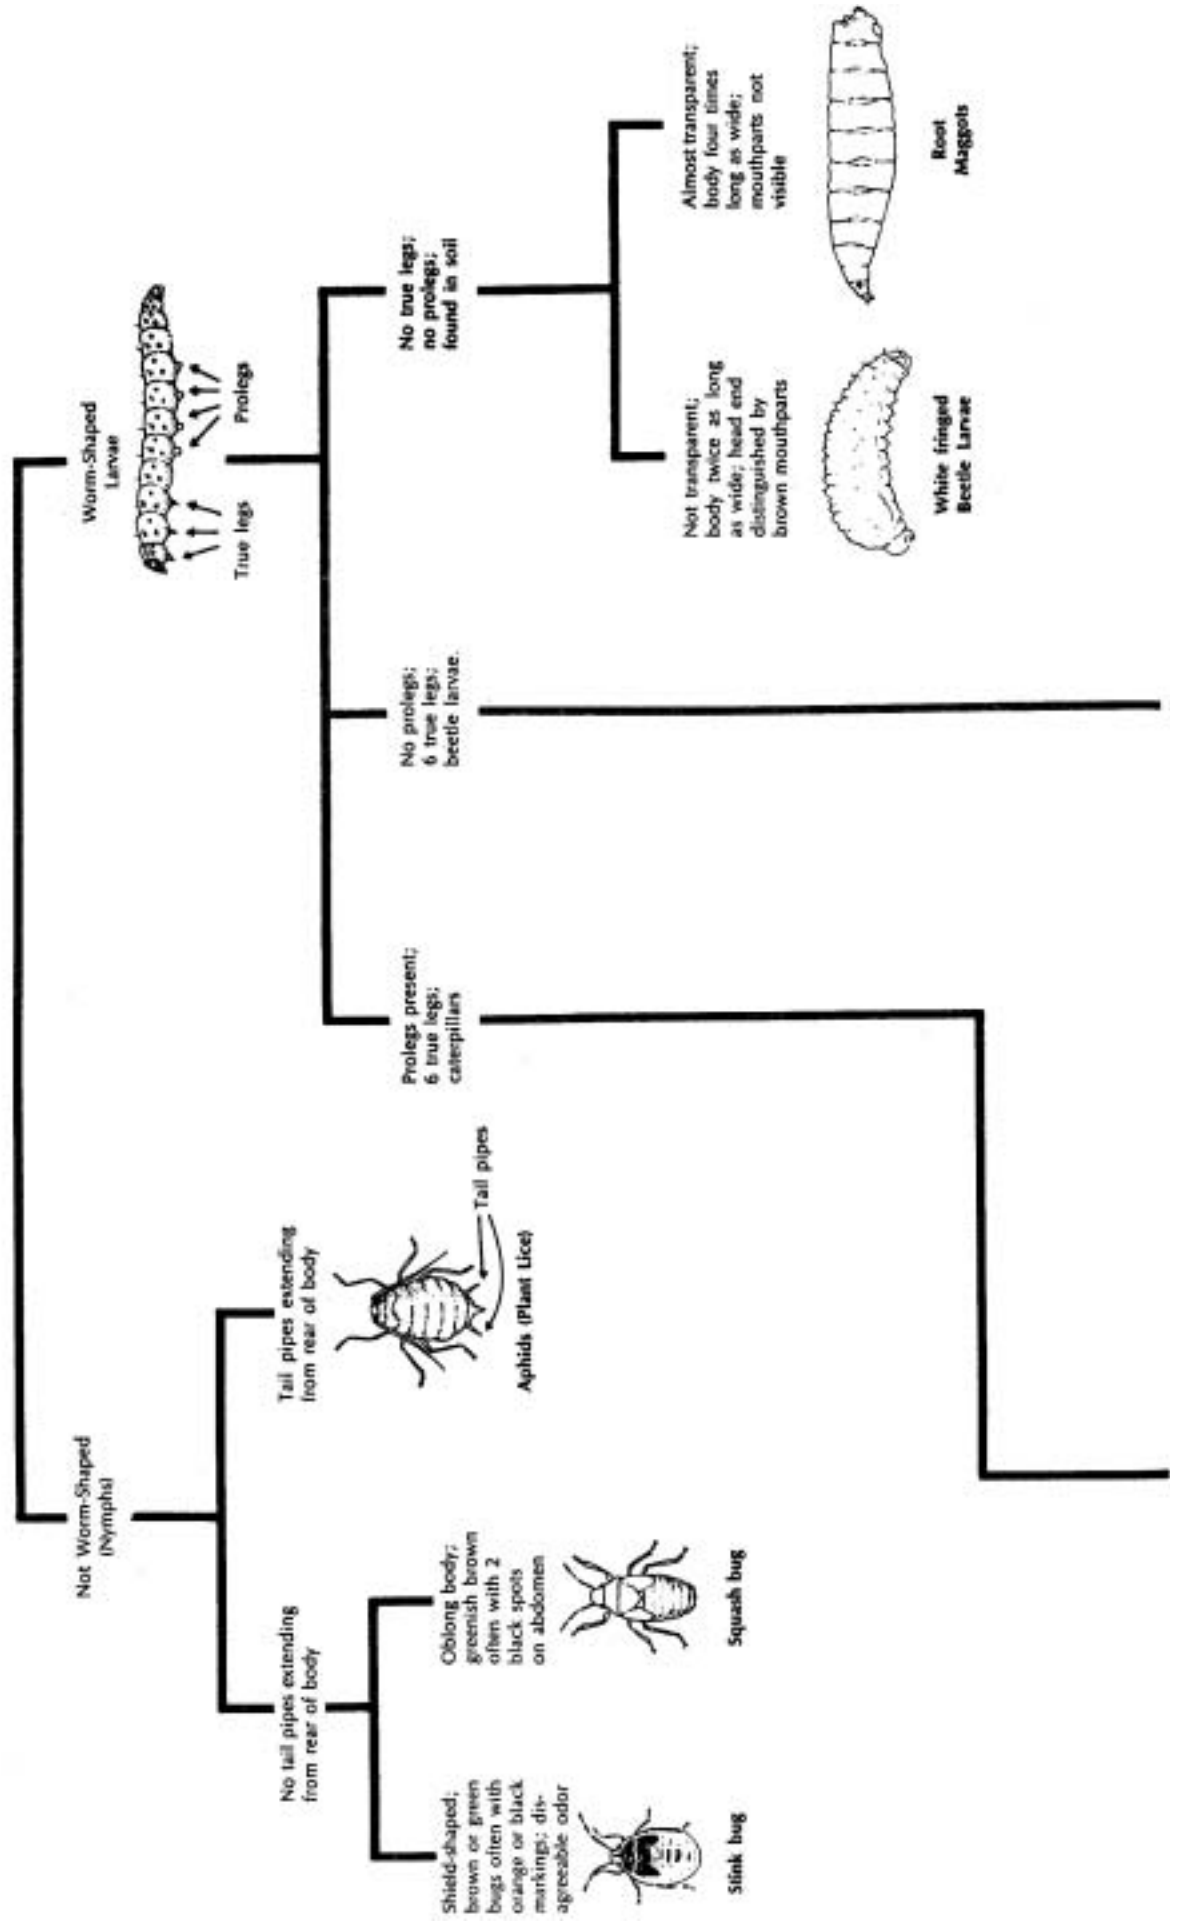 Not Worm-Shaped
(Nymphs)
Worm-Shaped
Larvae
True legs
Prolegs
No tail pipes extending
from rear of body
Tail pipes extending
from rear of body
Tail pipes
Aphids (Plant Lice)
Shield-shaped;
brown or green
bugs often with
orange or black
markings; dis-
agreeable odor
Stink bug
Oblong body;
greenish brown
often with 2
black spots
on abdomen
Squash bug
Prolegs present;
6 true legs;
caterpillars
No prolegs;
6 true legs;
beetle larvae.
No true legs;
no prolegs;
found in soil
Not transparent;
body twice as long
as wide; head end
distinguished by
brown mouthparts
White fringed
Beetle Larvae
Almost transparent;
body four times
long as wide;
mouthparts not
visible
Root
Maggots